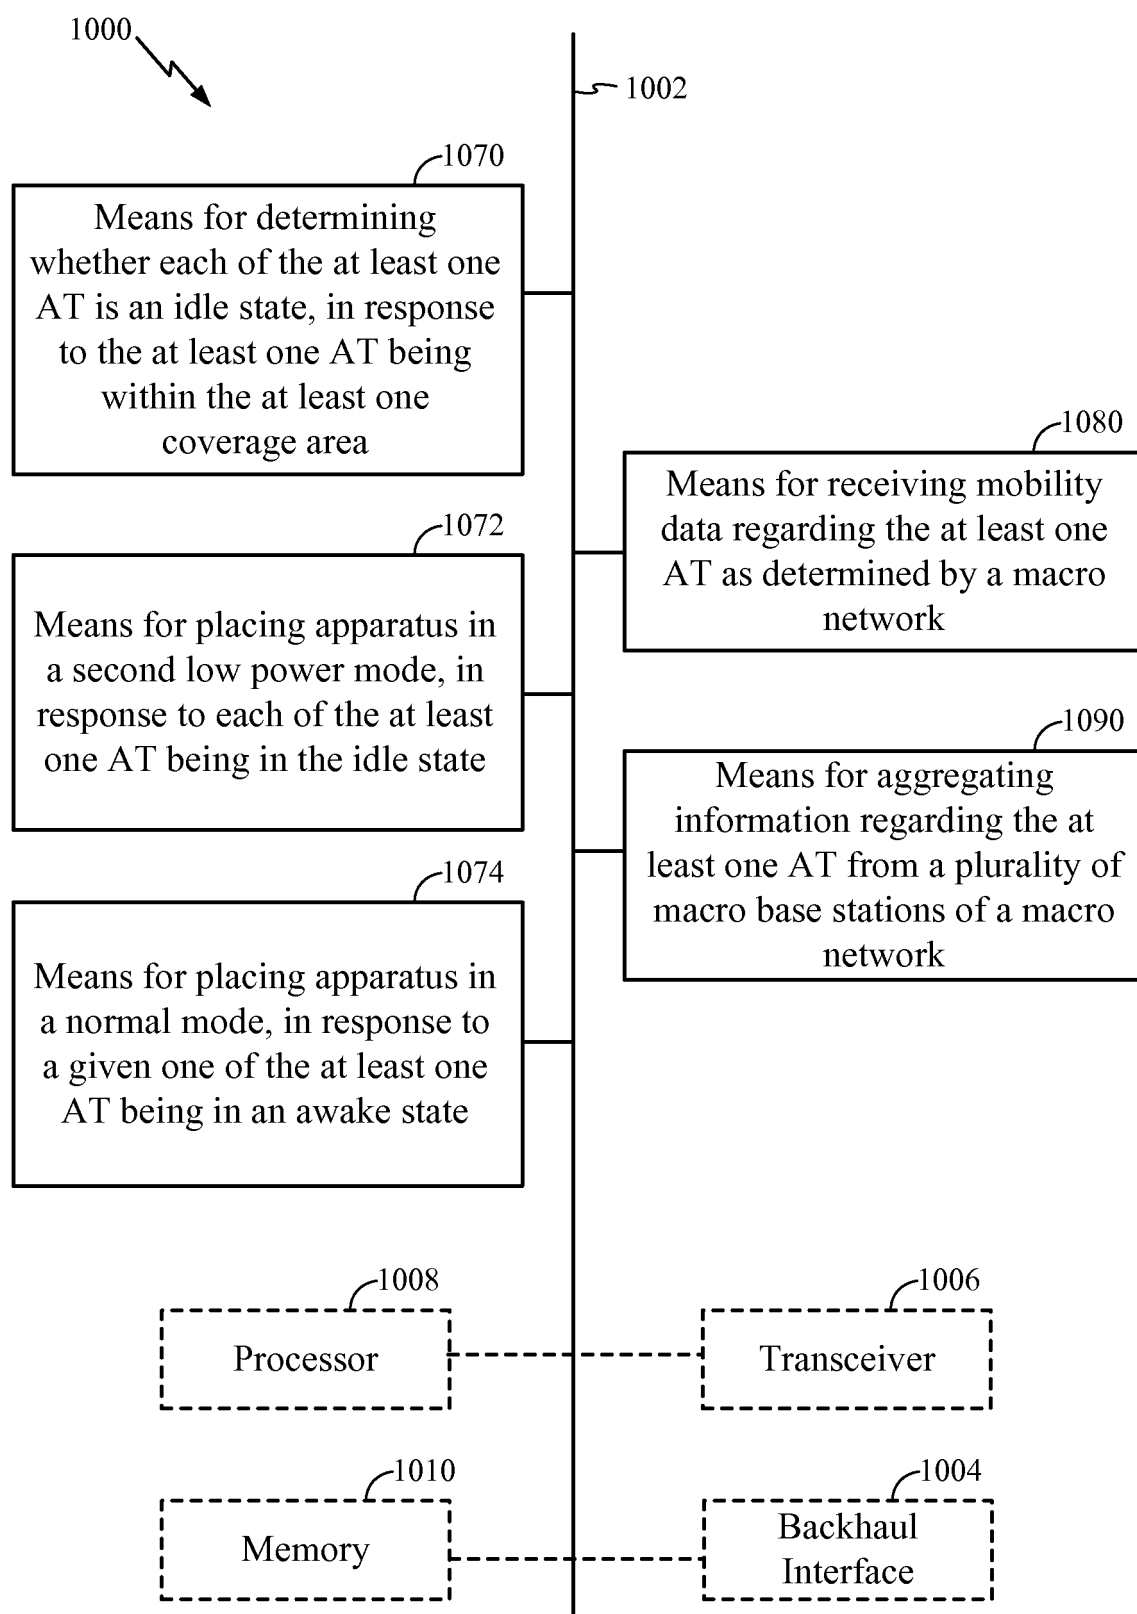 1000
1002
1070
Means for determining
whether each of the at least one
AT is an idle state, in response
to the at least one AT being
within the at least one
coverage area
1080
Means for receiving mobility
data regarding the at least one
AT as determined by a macro
network
1072
Means for placing apparatus in
a second low power mode, in
response to each of the at least
one AT being in the idle state
1090
Means for aggregating
information regarding the at
least one AT from a plurality of
macro base stations of a macro
network
1074
Means for placing apparatus in
a normal mode, in response to
a given one of the at least one
AT being in an awake state
1008
Processor
1006
Transceiver
1010
Memory
1004
Backhaul
Interface